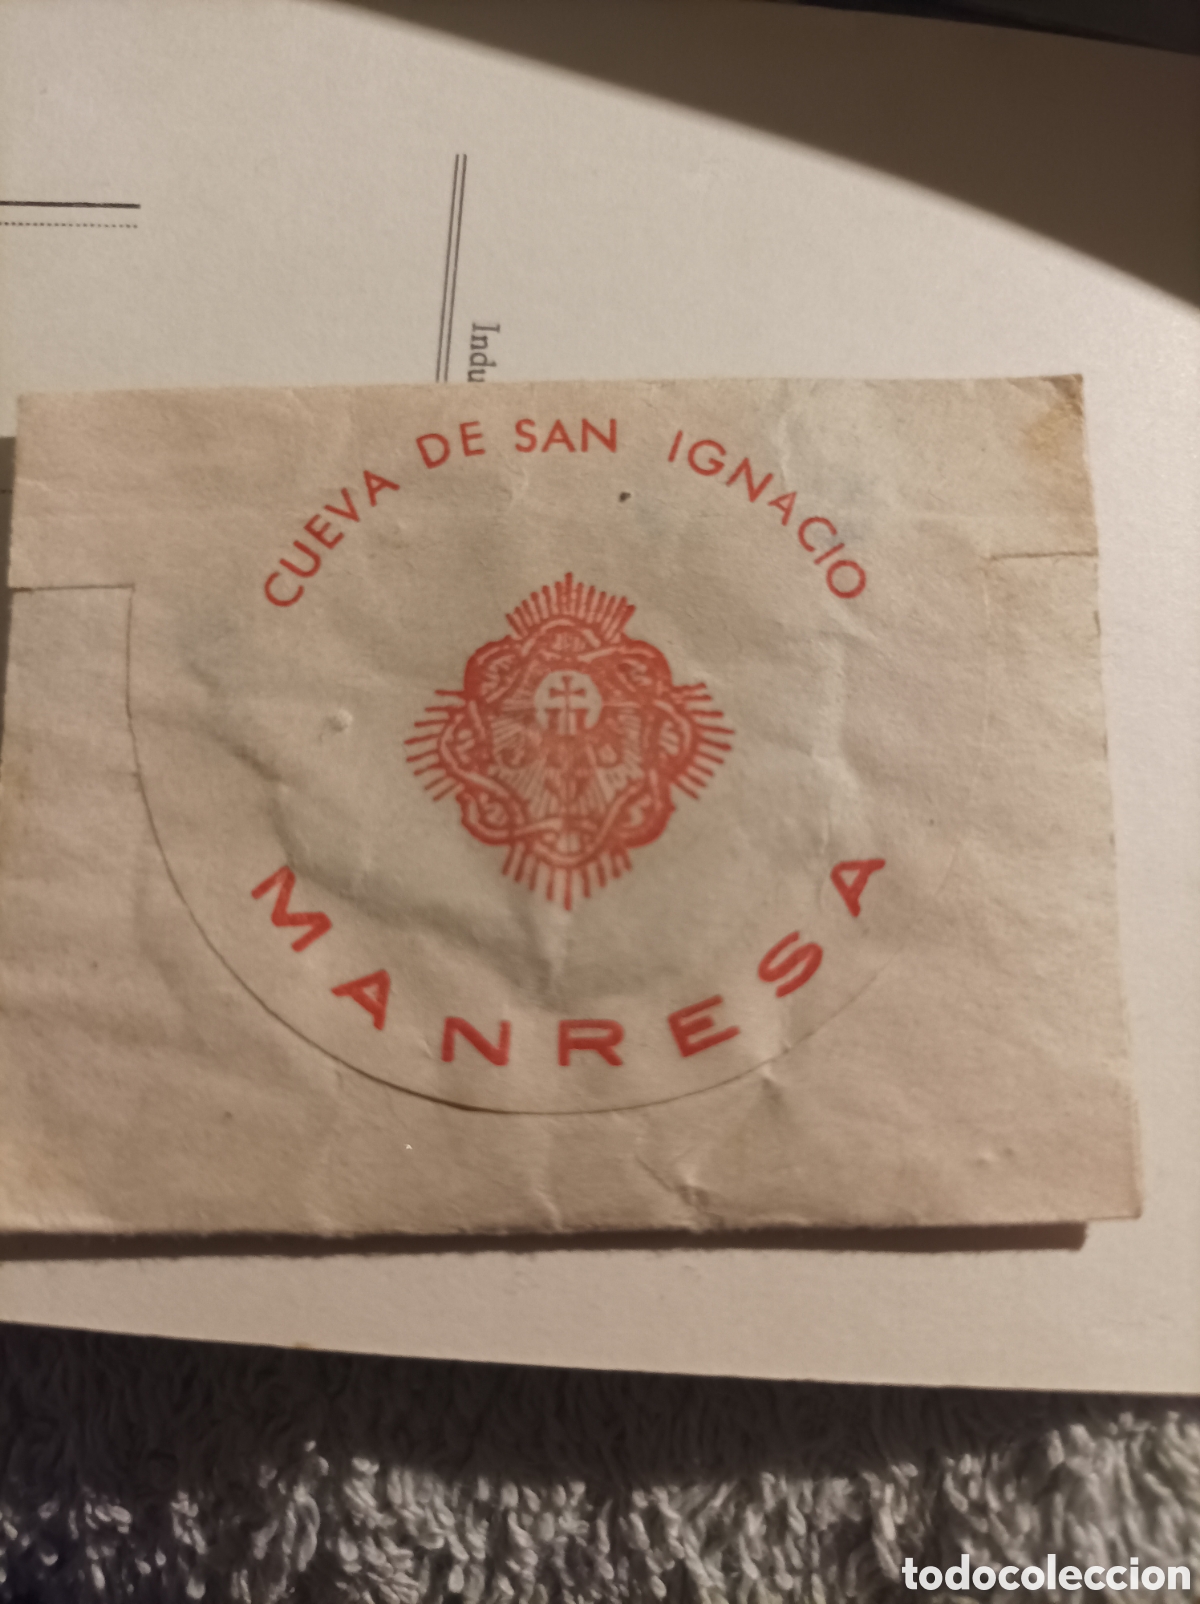 Indu
CUEVA DE SAN IGNACIO
MANRESA
todocoleccion